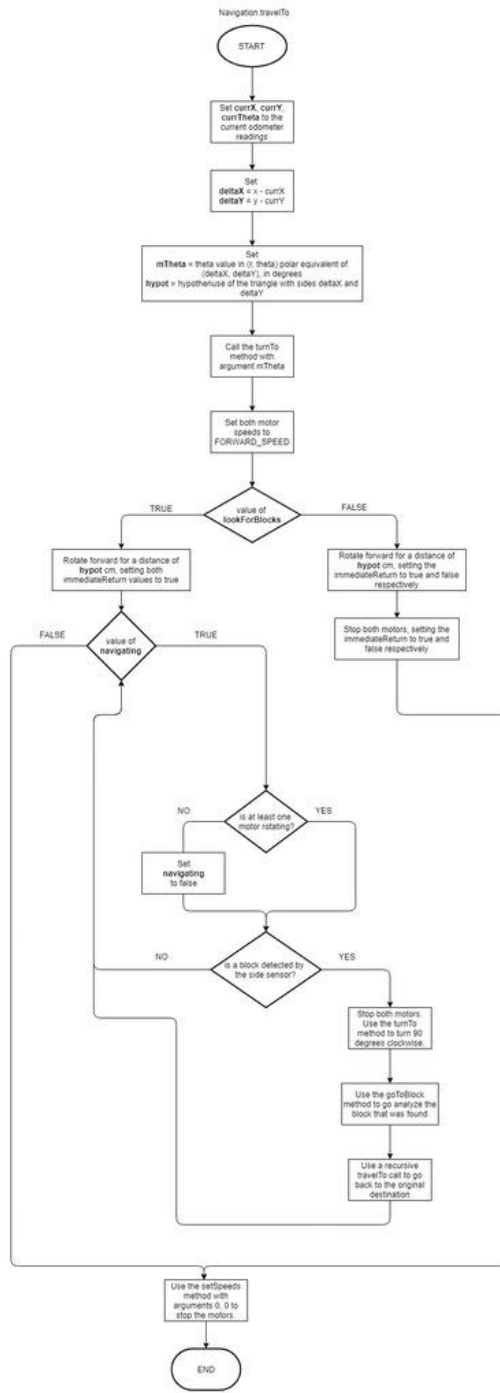 Navigation.travelTo
START
Set currX, currY,
currTheta to the
current odometer
readings
Set
deltaX = x - currX
deltaY = y - currY
Set
mTheta = theta value in (r, theta) polar equivalent of
(deltaX, deltaY), in degrees
hypot = hypothenuse of the triangle with sides deltaX and
deltaY
Call the turnTo
method with
argument mTheta
Set both motor
speeds to
FORWARD_SPEED
value of
lookForBlocks
TRUE
FALSE
Rotate forward for a distance of
hypot cm, setting both
immediateReturn values to true
Rotate forward for a distance of
hypot cm, setting the
immediateReturn to true and false
respectively
Stop both motors, setting the
immediateReturn to true and
false respectively
value of
navigating
FALSE
TRUE
is at least one
motor rotating?
NO
YES
Set
navigating
to false
is a block detected by
the side sensor?
NO
YES
Stop both motors.
Use the turnTo
method to turn 90
degrees clockwise.
Use the goToBlock
method to go analyze the
block that was found
Use a recursive
travelTo call to go
back to the original
destination
Use the setSpeeds
method with
arguments 0, 0 to
stop the motors.
END